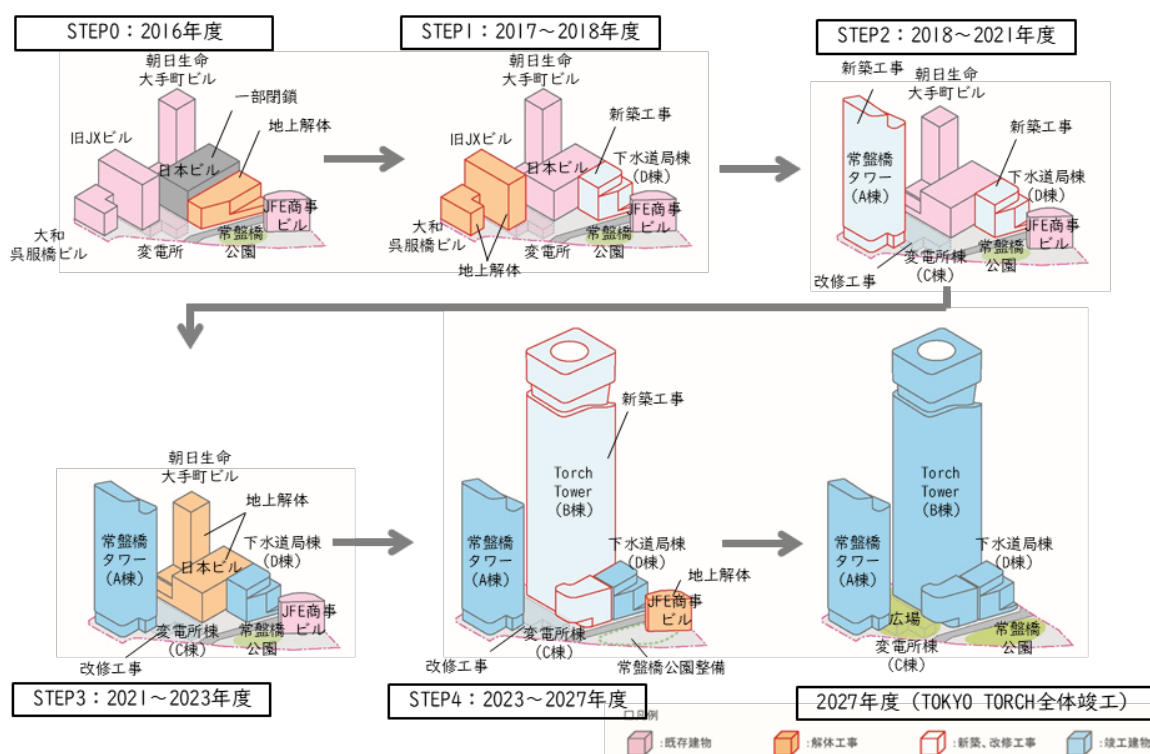 STEP0：2016年度
朝日生命
大手町ビル
一部閉鎖
地上解体
旧JXビル
日本ビル
JFE商事
ビル
大和
呉服橋ビル
変電所
常盤橋
公園
STEP1：2017～2018年度
朝日生命
大手町ビル
新築工事
旧JXビル
日本ビル
下水道局棟
(D棟)
JFE商事
ビル
大和
呉服橋ビル
変電所
常盤橋
公園
地上解体
STEP2：2018～2021年度
新築工事
朝日生命
大手町ビル
新築工事
常盤橋
タワー
(A棟)
日本ビル
下水道局棟
(D棟)
JFE商事
ビル
変電所棟
(C棟)
常盤橋
公園
改修工事
朝日生命
大手町ビル
地上解体
常盤橋
タワー
(A棟)
日本ビル
下水道局棟
(D棟)
JFE商事
ビル
変電所棟
(C棟)
常盤橋
公園
改修工事
STEP3：2021～2023年度
新築工事
Torch
Tower
(B棟)
常盤橋
タワー
(A棟)
下水道局棟
(D棟)
地上解体
JFE商事
ビル
変電所棟
(C棟)
改修工事
常盤橋公園整備
STEP4：2023～2027年度
Torch
Tower
(B棟)
常盤橋
タワー
(A棟)
下水道局棟
(D棟)
広場
変電所棟
(C棟)
常盤橋
公園
2027年度（TOKYO TORCH全体竣工）
凡例
：既存建物
：解体工事
：新築、改修工事
：竣工建物